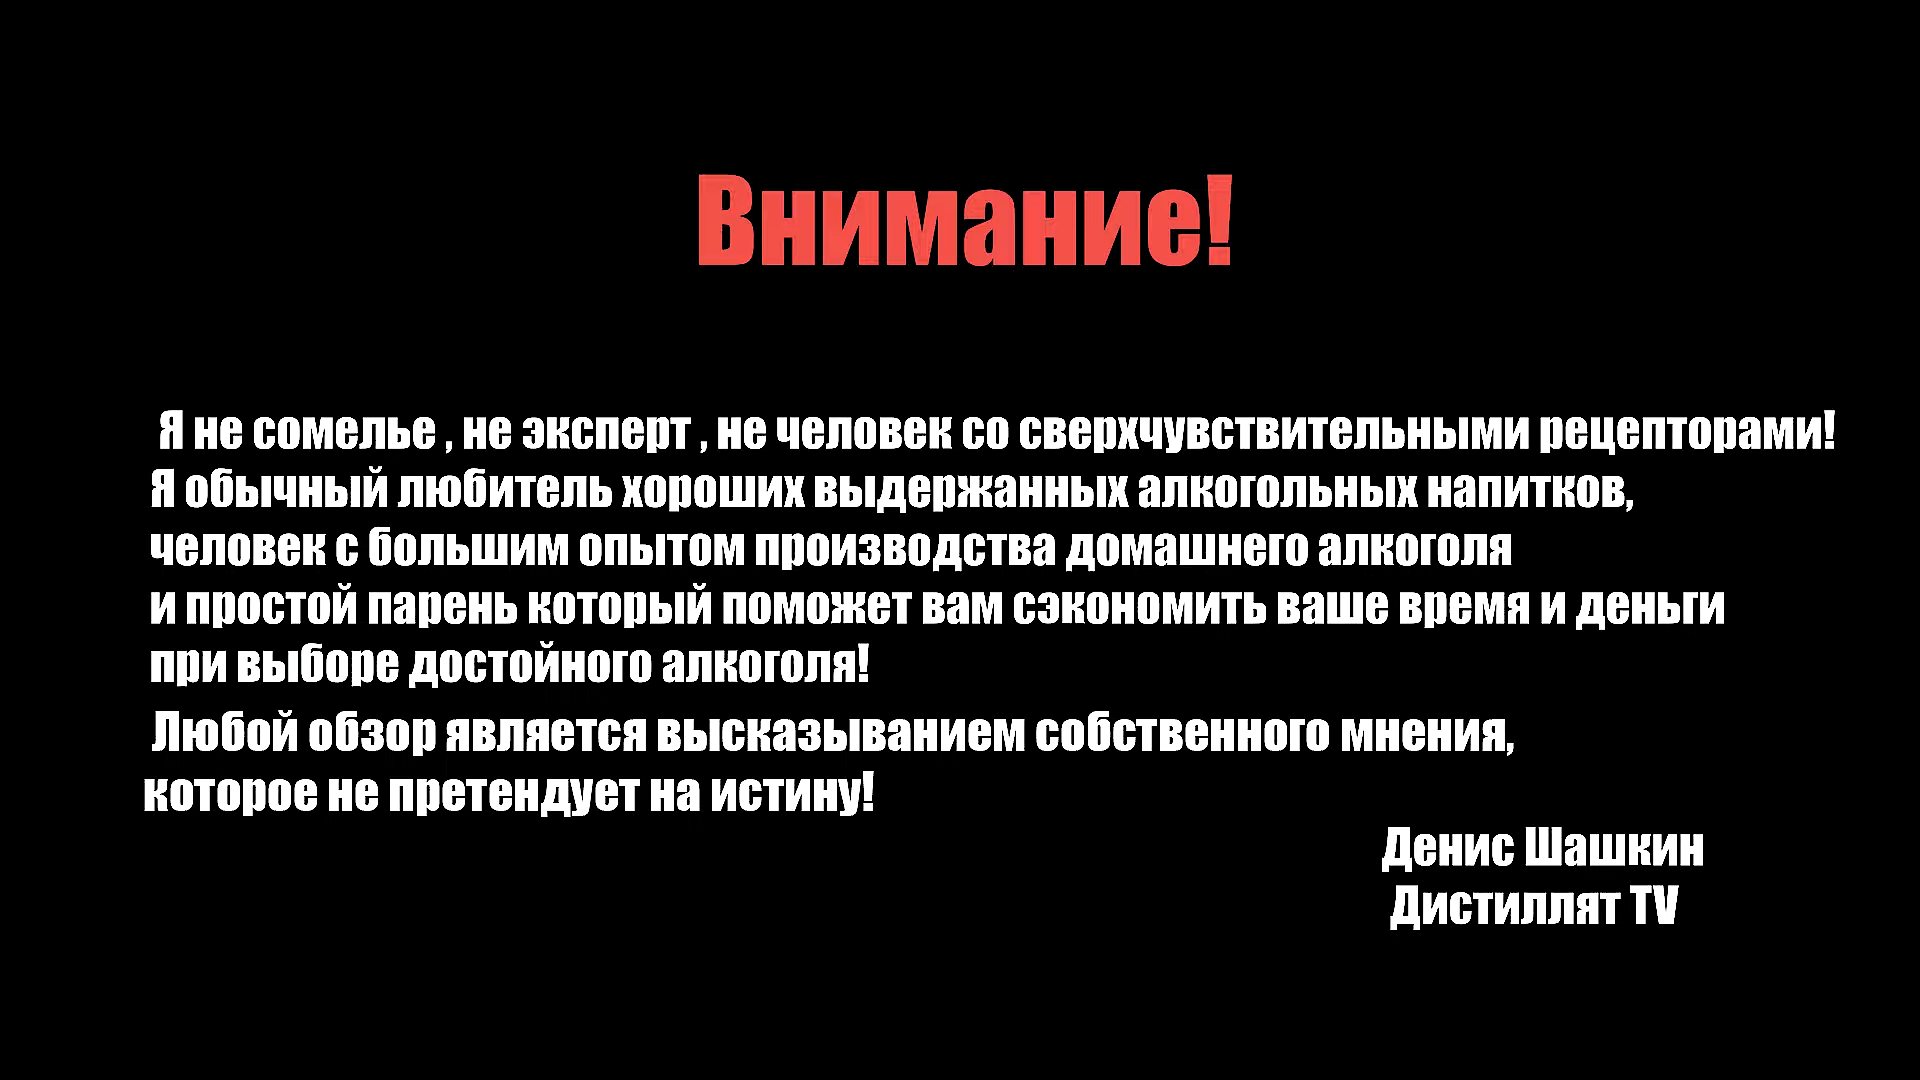 Внимание!
Я не сомелье , не эксперт , не человек со сверхчувствительными рецепторами!
Я обычный любитель хороших выдержанных алкогольных напитков,
человек с большим опытом производства домашнего алкоголя
и простой парень который поможет вам сэкономить ваше время и деньги
при выборе достойного алкоголя!
Любой обзор является высказыванием собственного мнения,
которое не претендует на истину!
Денис Шашкин
Дистиллят TV